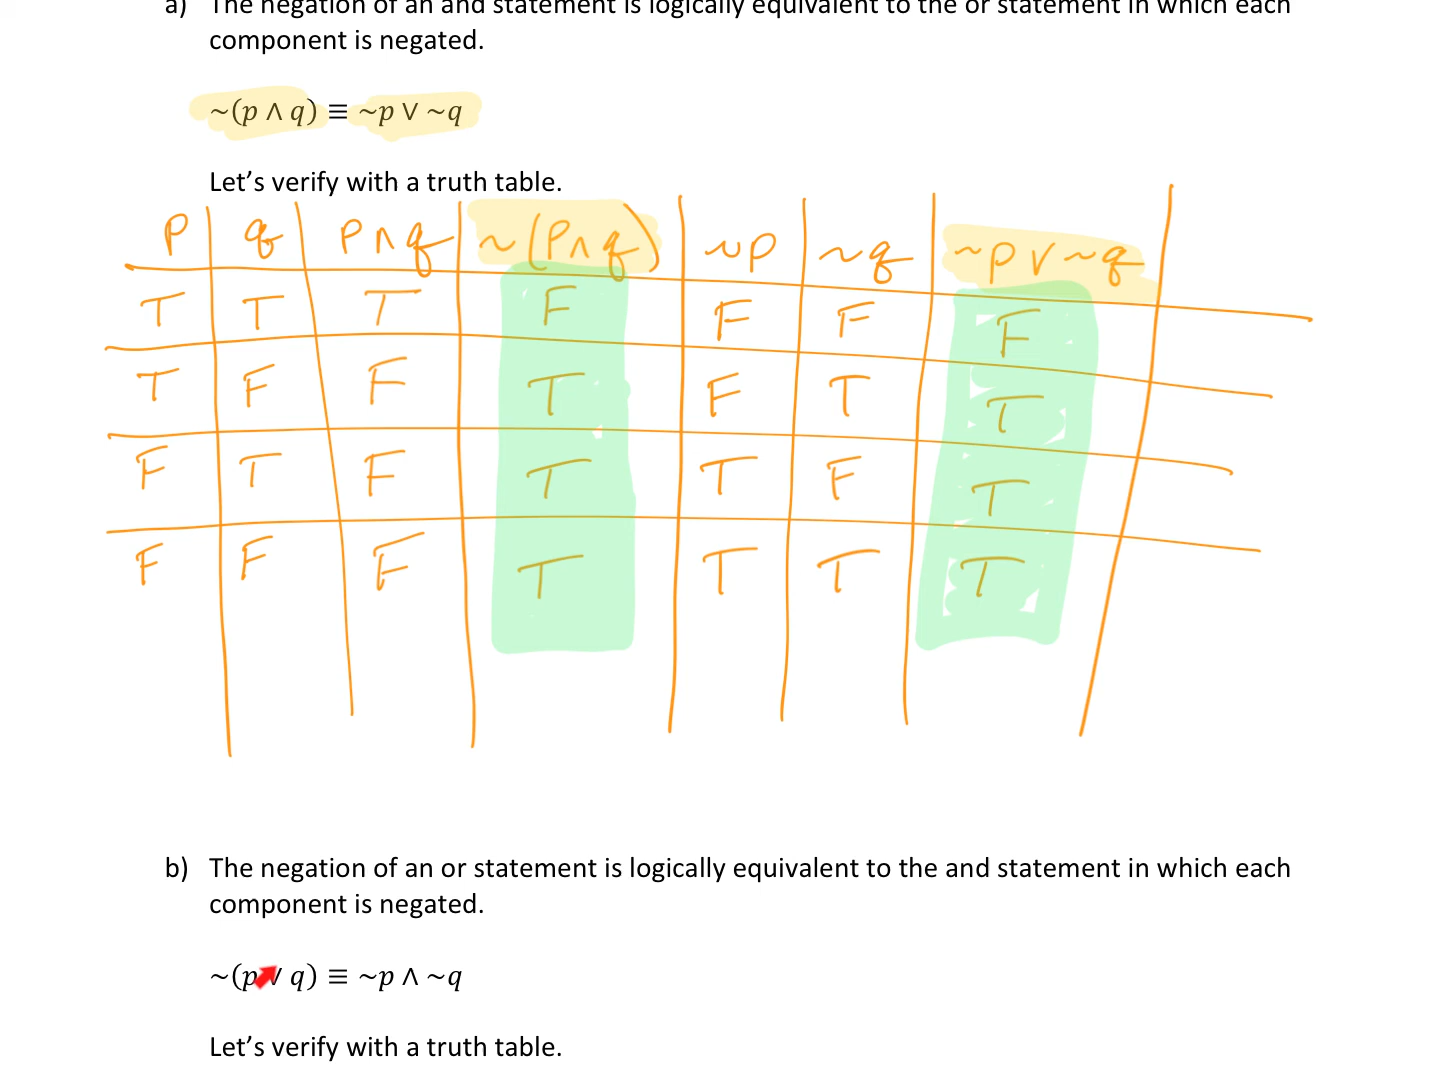 a) The negation of an and statement is logically equivalent to the or statement in which each
component is negated.
~(p ∧ q) ≡ ~p ∨ ~q
Let’s verify with a truth table.
p q p∧q ~(p∧q) ~p ~q ~p∨~q
T T T F F F F
T F F T F T T
F T F T T F T
F F F T T T T
b) The negation of an or statement is logically equivalent to the and statement in which each
component is negated.
~(p ∨ q) ≡ ~p ∧ ~q
Let’s verify with a truth table.